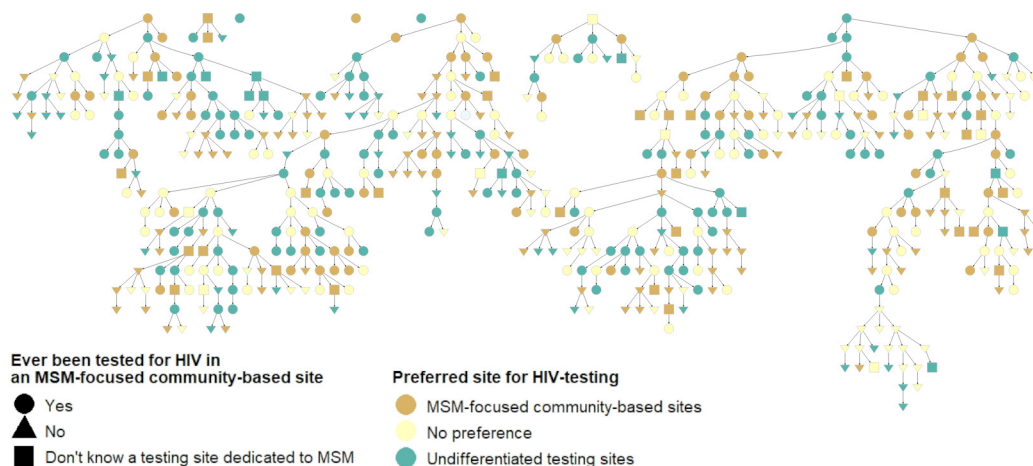 Ever been tested for HIV in
an MSM-focused community-based site
Yes
No
Don't know a testing site dedicated to MSM
Preferred site for HIV-testing
MSM-focused community-based sites
No preference
Undifferentiated testing sites